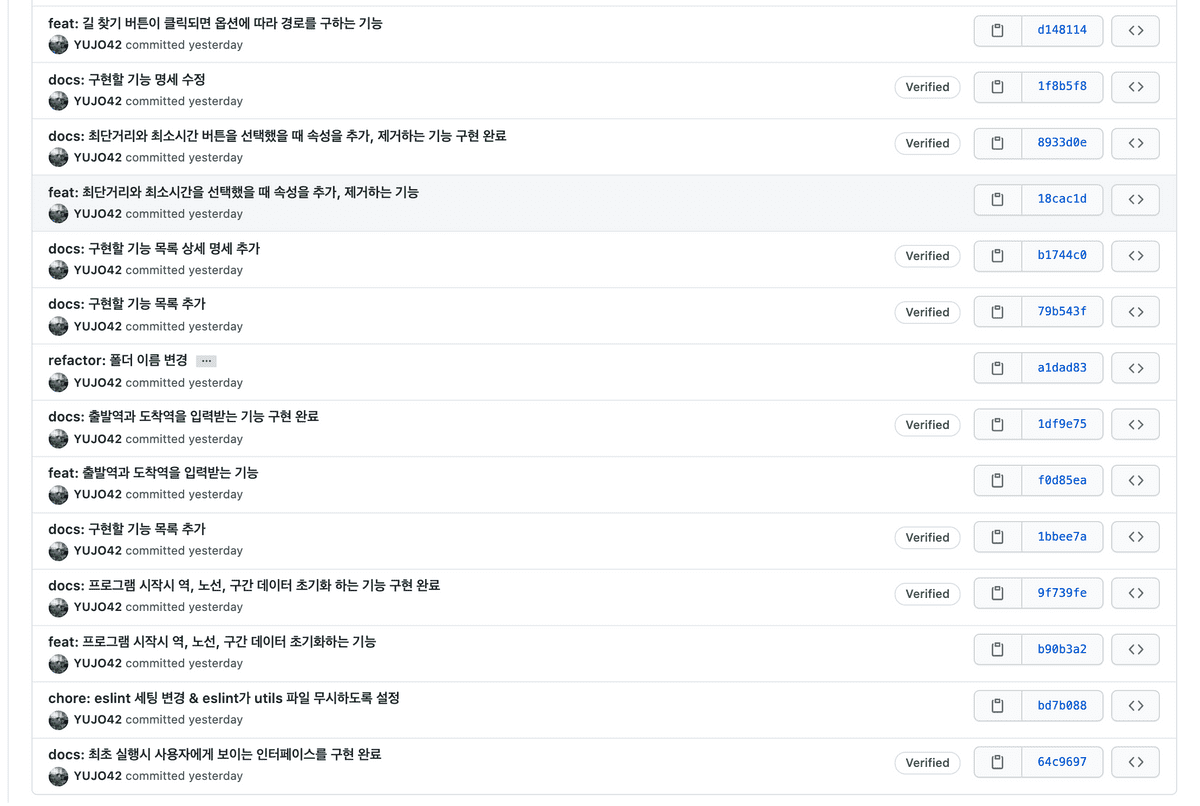 feat: 길 찾기 버튼이 클릭되면 옵션에 따라 경로를 구하는 기능
YUJO42 committed yesterday
d148114
docs: 구현할 기능 명세 수정
YUJO42 committed yesterday
Verified
1f8b5f8
docs: 최단거리와 최소시간 버튼을 선택했을 때 속성을 추가, 제거하는 기능 구현 완료
YUJO42 committed yesterday
Verified
8933d0e
feat: 최단거리와 최소시간을 선택했을 때 속성을 추가, 제거하는 기능
YUJO42 committed yesterday
18cac1d
docs: 구현할 기능 목록 상세 명세 추가
YUJO42 committed yesterday
Verified
b1744c0
docs: 구현할 기능 목록 추가
YUJO42 committed yesterday
Verified
79b543f
refactor: 폴더 이름 변경 ...
YUJO42 committed yesterday
a1dad83
docs: 출발역과 도착역을 입력받는 기능 구현 완료
YUJO42 committed yesterday
Verified
1df9e75
feat: 출발역과 도착역을 입력받는 기능
YUJO42 committed yesterday
f0d85ea
docs: 구현할 기능 목록 추가
YUJO42 committed yesterday
Verified
1bbee7a
docs: 프로그램 시작시 역, 노선, 구간 데이터 초기화 하는 기능 구현 완료
YUJO42 committed yesterday
Verified
9f739fe
feat: 프로그램 시작시 역, 노선, 구간 데이터 초기화하는 기능
YUJO42 committed yesterday
b90b3a2
chore: eslint 세팅 변경 & eslint가 utils 파일 무시하도록 설정
YUJO42 committed yesterday
bd7b088
docs: 최초 실행시 사용자에게 보이는 인터페이스를 구현 완료
YUJO42 committed yesterday
Verified
64c9697